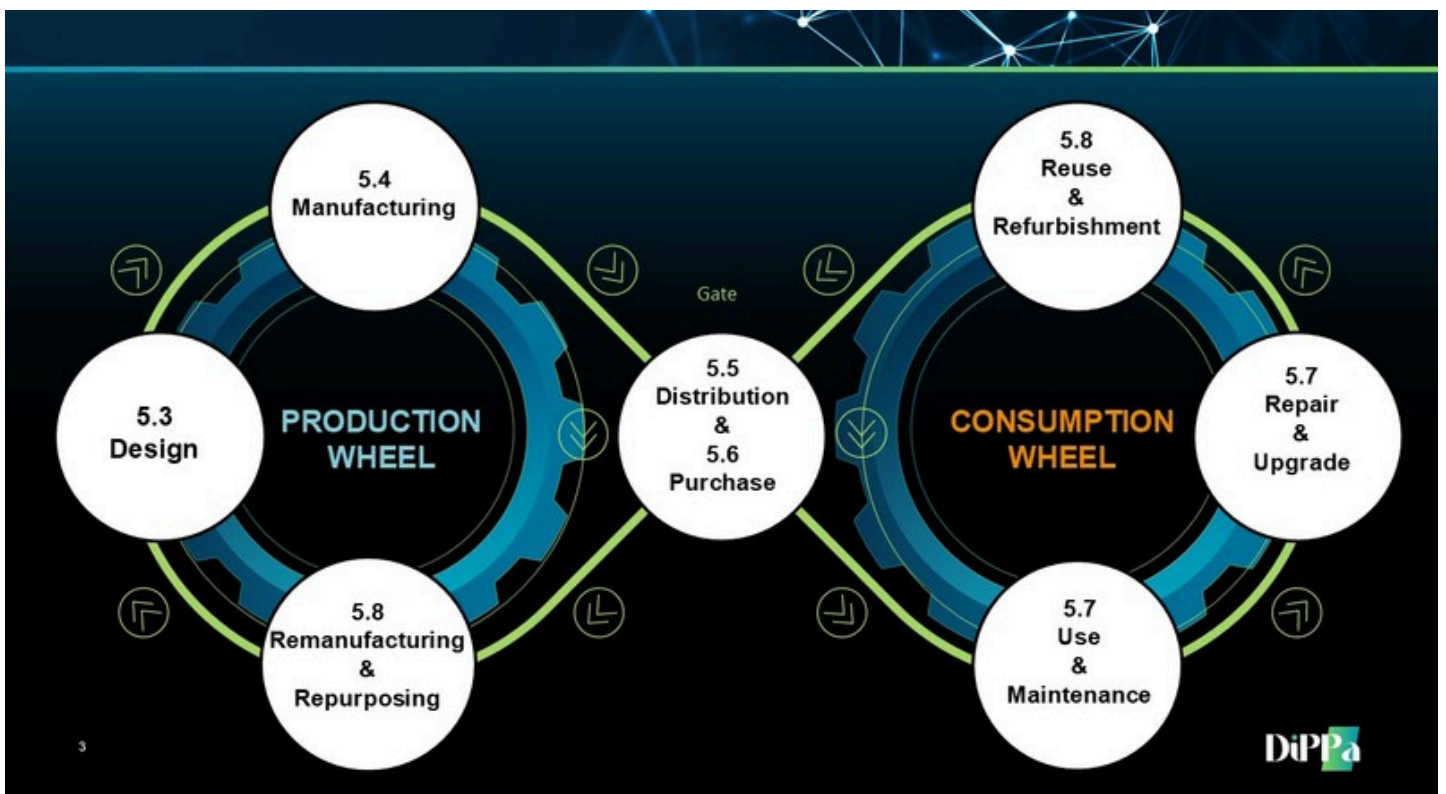 5.4
Manufacturing
5.8
Reuse
&
Refurbishment
Gate
5.3
Design
PRODUCTION
WHEEL
5.5
Distribution
&
5.6
Purchase
CONSUMPTION
WHEEL
5.7
Repair
&
Upgrade
5.8
Remanufacturing
&
Repurposing
5.7
Use
&
Maintenance
3
DiPPa